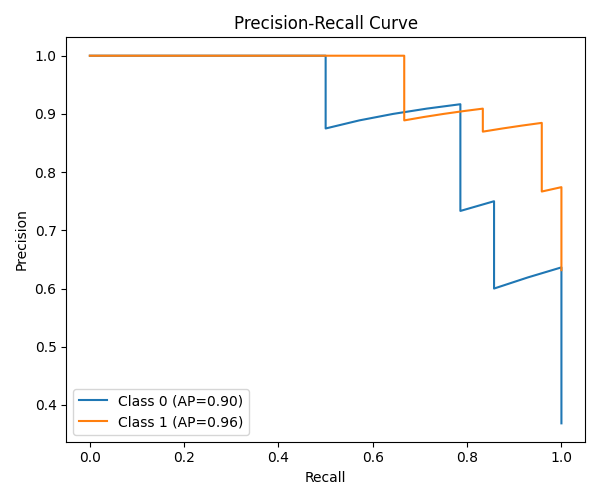 Precision-Recall Curve
1.0
0.9
0.8
0.7
0.6
0.5
0.4
Precision
Class 0 (AP=0.90)
Class 1 (AP=0.96)
0.0 0.2 0.4 0.6 0.8 1.0
Recall